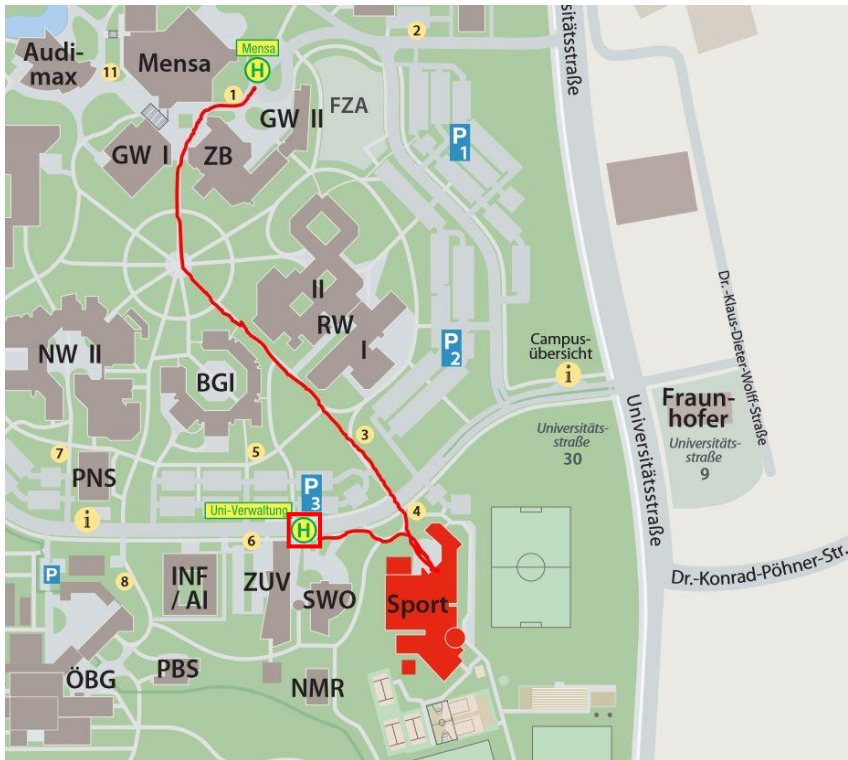 Audi-
max
11
Mensa
Mensa
H
1
2
GW I
ZB
GW II
FZA
P
1
Universitätsstraße
II
RW
I
NW II
BGI
P
2
Campus-
übersicht
i
Dr.-Klaus-Dieter-Wolff-Straße
Fraun-
hofer
Universitäts-
straße
9
Universitäts-
straße
30
Universitätsstraße
3
7
5
PNS
i
P
3
Uni-Verwaltung
H
4
6
P
8
INF
/ AI
ZUV
SWO
Sport
Dr.-Konrad-Pöhner-Str.
ÖBG
PBS
NMR